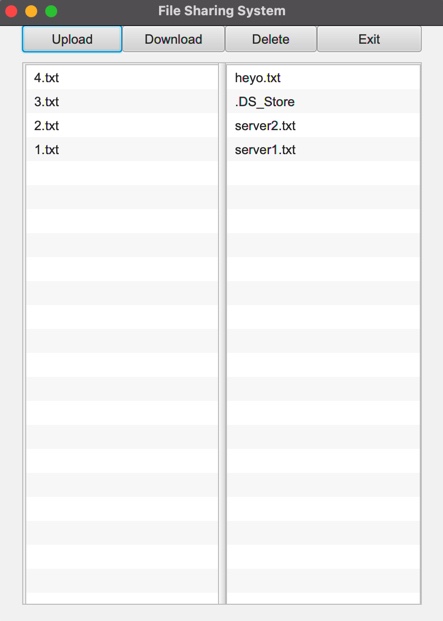 File Sharing System
Upload Download Delete Exit
4.txt
3.txt
2.txt
1.txt
heyo.txt
.DS_Store
server2.txt
server1.txt